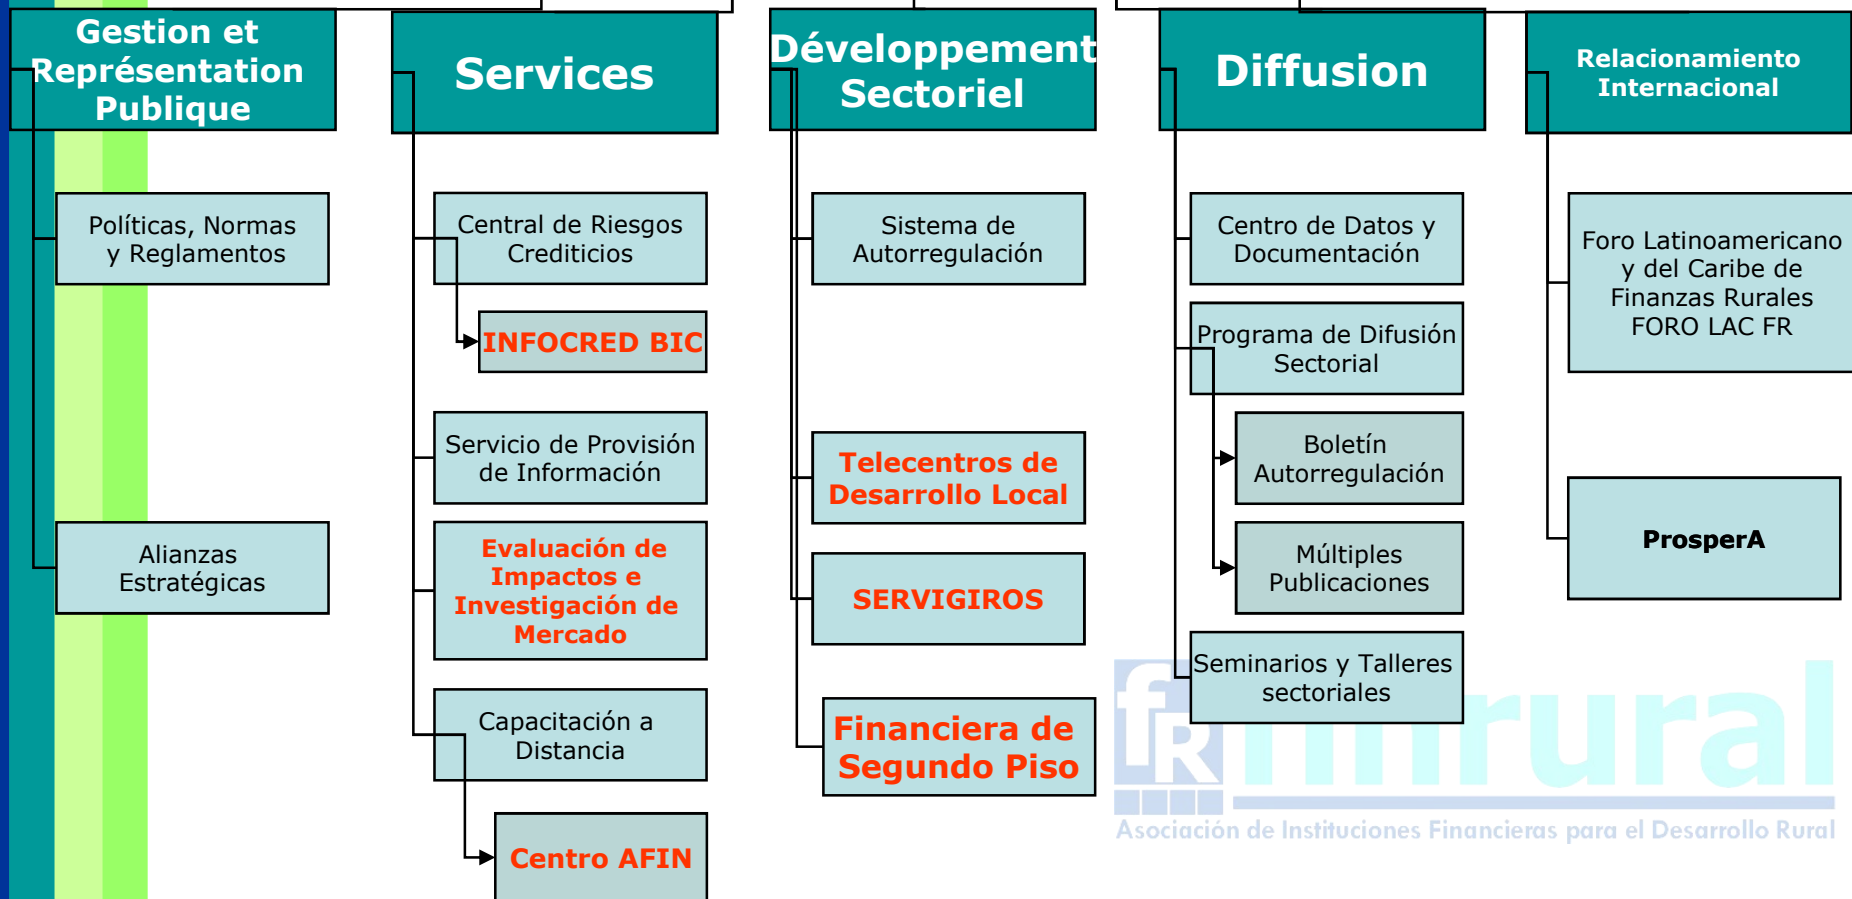 Gestion et
Représentation
Publique
Services
Développement
Sectoriel
Diffusion
Relacionamiento
Internacional
Políticas, Normas
y Reglamentos
Alianzas
Estratégicas
Central de Riesgos
Crediticios
INFOCRED BIC
Servicio de Provisión
de Información
Evaluación de
Impactos e
Investigación de
Mercado
Capacitación a
Distancia
Centro AFIN
Sistema de
Autorregulación
Telecentros de
Desarrollo Local
SERVIGIROS
Financiera de
Segundo Piso
Centro de Datos y
Documentación
Programa de Difusión
Sectorial
Boletín
Autorregulación
Múltiples
Publicaciones
Seminarios y Talleres
sectoriales
Foro Latinoamericano
y del Caribe de
Finanzas Rurales
FORO LAC FR
ProsperA
fR
Asociación de Instituciones Financieras para el Desarrollo Rural